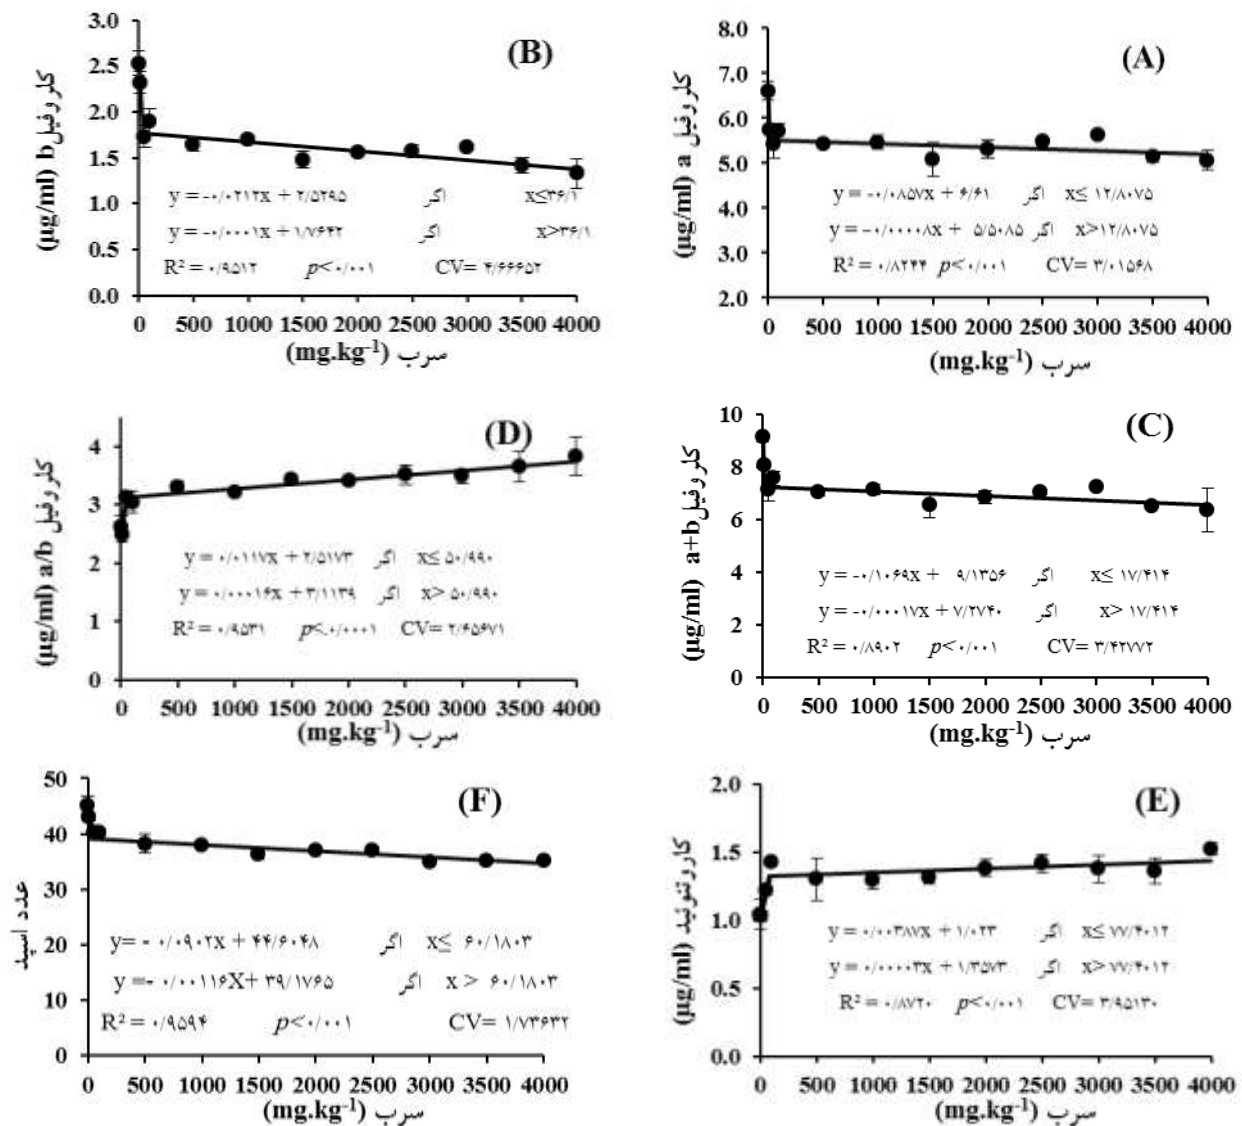 (B)
کلروفیل b (µg/ml)
3.0
2.5
2.0
1.5
1.0
0.5
0.0
y = -۰/۰۲۱۲x + ۲/۵۲۹۵ اگر x≤۳۶/۱
y = -۰/۰۰۰۱x + ۱/۷۶۴۲ اگر x>۳۶/۱
R² = ۰/۹۵۱۲ p<۰/۰۰۱ CV= ۴/۶۶۶۵۲
0 500 1000 1500 2000 2500 3000 3500 4000
سرب (mg.kg⁻¹)
(A)
کلروفیل a (µg/ml)
8.0
7.0
6.0
5.0
4.0
3.0
2.0
y = -۰/۰۸۵۷x + ۶/۶۱ اگر x≤ ۱۲/۸۰۷۵
y = -۰/۰۰۰۰۸x + ۵/۵۰۸۵ اگر x>۱۲/۸۰۷۵
R² = ۰/۸۲۴۴ p<۰/۰۰۱ CV= ۳/۰۱۵۶۸
0 500 1000 1500 2000 2500 3000 3500 4000
سرب (mg.kg⁻¹)
(D)
کلروفیل a/b (µg/ml)
4
3
2
1
0
y = ۰/۰۱۱۷x + ۲/۵۱۷۳ اگر x≤ ۵۰/۹۹۰
y = ۰/۰۰۰۱۶x + ۳/۱۱۳۹ اگر x> ۵۰/۹۹۰
R² = ۰/۹۵۳۱ p<۰/۰۰۰۱ CV= ۲/۶۵۶۷۱
0 500 1000 1500 2000 2500 3000 3500 4000
سرب (mg.kg⁻¹)
(C)
کلروفیل a+b (µg/ml)
10
8
6
4
2
0
y = -۰/۱۰۶۹x + ۹/۱۳۵۶ اگر x≤ ۱۷/۴۱۴
y = -۰/۰۰۰۱۷x + ۷/۲۷۴۰ اگر x> ۱۷/۴۱۴
R² = ۰/۸۹۰۲ p<۰/۰۰۱ CV= ۳/۴۲۷۷۲
0 500 1000 1500 2000 2500 3000 3500 4000
سرب (mg.kg⁻¹)
(F)
عدد اسپد
50
40
30
20
10
0
y= - ۰/۰۹۰۲x + ۴۴/۶۰۴۸ اگر x≤ ۶۰/۱۸۰۳
y =- ۰/۰۰۱۱۶X+ ۳۹/۱۷۶۵ اگر x > ۶۰/۱۸۰۳
R² = ۰/۹۵۹۴ p<۰/۰۰۱ CV= ۱/۷۳۶۳۲
0 500 1000 1500 2000 2500 3000 3500 4000
سرب (mg.kg⁻¹)
(E)
کاروتنوئید (µg/ml)
2.0
1.5
1.0
0.5
0.0
y = ۰/۰۰۳۸۷x + ۱/۰۲۳ اگر x≤ ۷۷/۴۰۱۲
y = ۰/۰۰۰۰۳x + ۱/۳۵۷۳ اگر x> ۷۷/۴۰۱۲
R² = ۰/۸۷۲۰ p<۰/۰۰۱ CV= ۳/۹۵۱۳۰
0 500 1000 1500 2000 2500 3000 3500 4000
سرب (mg.kg⁻¹)